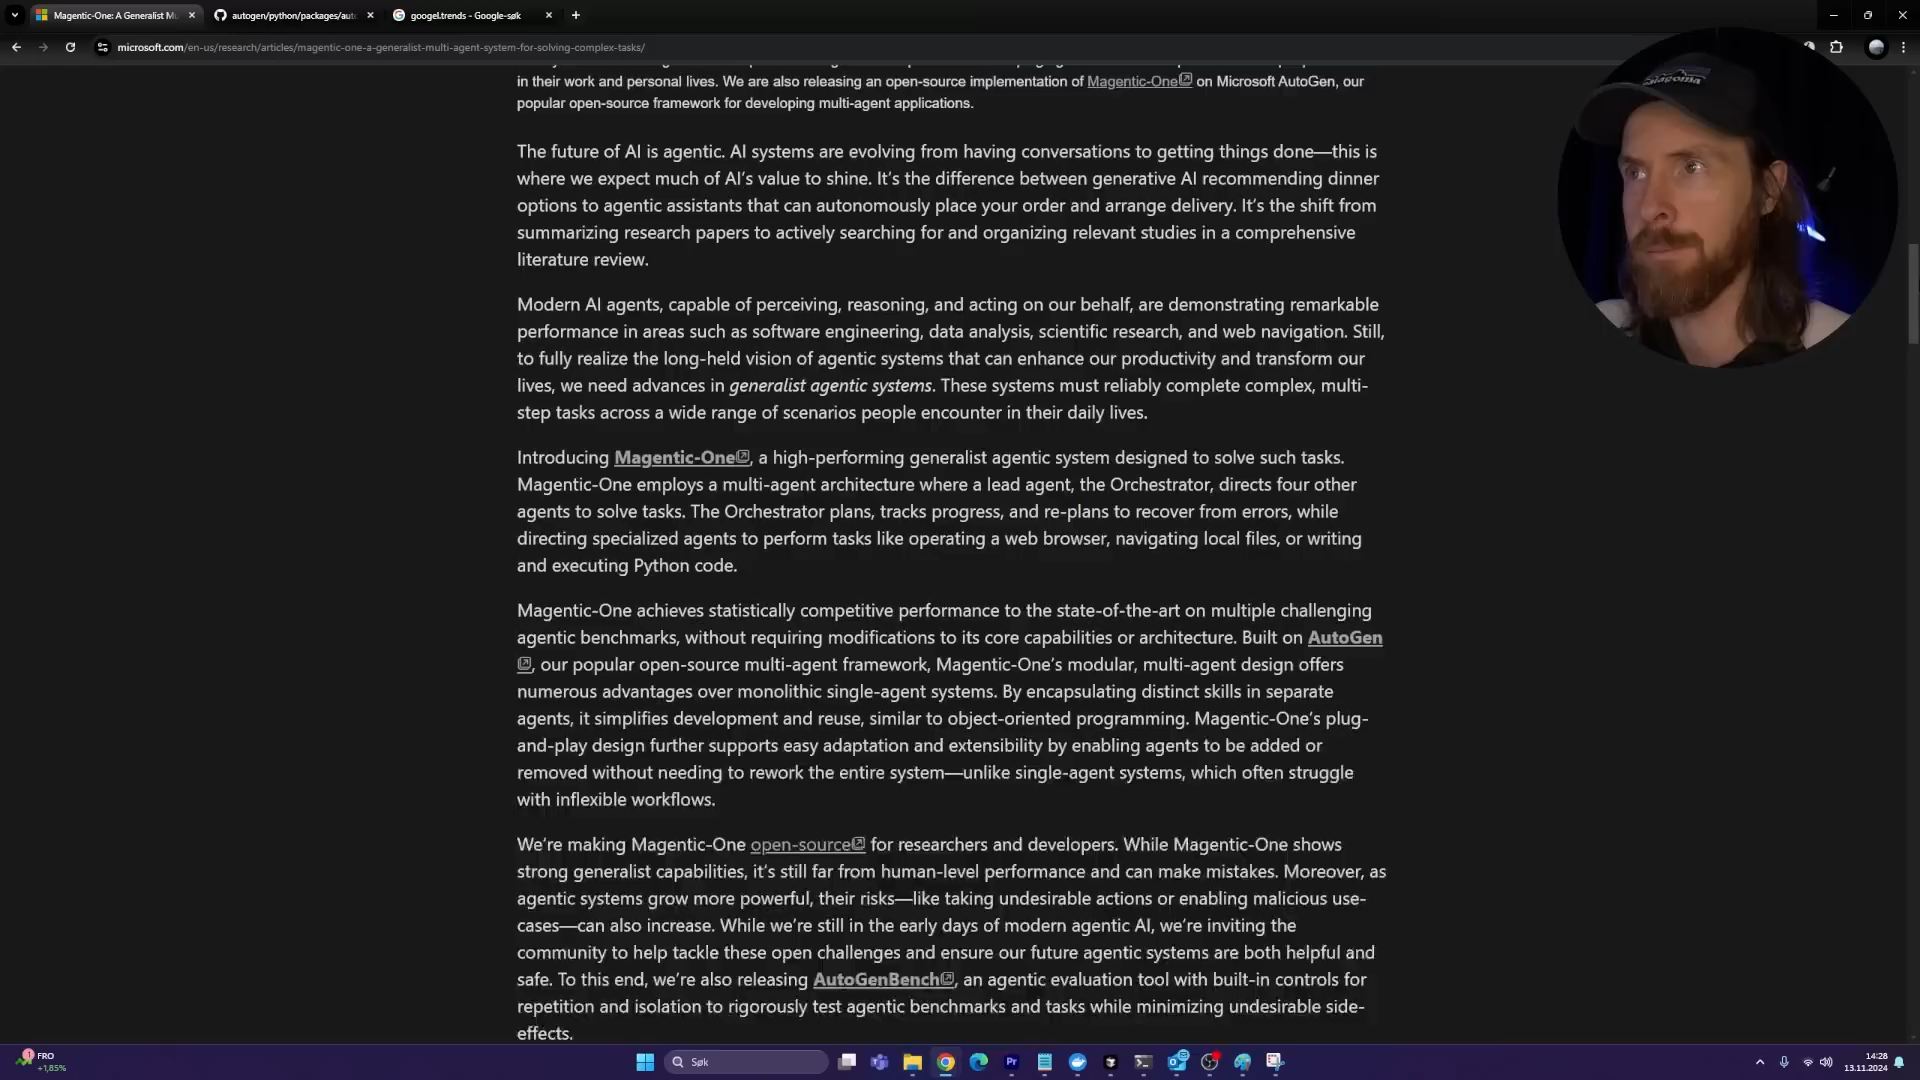 Magentic-One: A Generalist Mu
autogen/python/packages/auto
googel.trends - Google-søk
microsoft.com/en-us/research/articles/magentic-one-a-generalist-multi-agent-system-for-solving-complex-tasks/
in their work and personal lives. We are also releasing an open-source implementation of Magentic-One on Microsoft AutoGen, our
popular open-source framework for developing multi-agent applications.
The future of AI is agentic. AI systems are evolving from having conversations to getting things done—this is
where we expect much of AI’s value to shine. It’s the difference between generative AI recommending dinner
options to agentic assistants that can autonomously place your order and arrange delivery. It’s the shift from
summarizing research papers to actively searching for and organizing relevant studies in a comprehensive
literature review.
Modern AI agents, capable of perceiving, reasoning, and acting on our behalf, are demonstrating remarkable
performance in areas such as software engineering, data analysis, scientific research, and web navigation. Still,
to fully realize the long-held vision of agentic systems that can enhance our productivity and transform our
lives, we need advances in generalist agentic systems. These systems must reliably complete complex, multi-
step tasks across a wide range of scenarios people encounter in their daily lives.
Introducing Magentic-One, a high-performing generalist agentic system designed to solve such tasks.
Magentic-One employs a multi-agent architecture where a lead agent, the Orchestrator, directs four other
agents to solve tasks. The Orchestrator plans, tracks progress, and re-plans to recover from errors, while
directing specialized agents to perform tasks like operating a web browser, navigating local files, or writing
and executing Python code.
Magentic-One achieves statistically competitive performance to the state-of-the-art on multiple challenging
agentic benchmarks, without requiring modifications to its core capabilities or architecture. Built on AutoGen
, our popular open-source multi-agent framework, Magentic-One’s modular, multi-agent design offers
numerous advantages over monolithic single-agent systems. By encapsulating distinct skills in separate
agents, it simplifies development and reuse, similar to object-oriented programming. Magentic-One’s plug-
and-play design further supports easy adaptation and extensibility by enabling agents to be added or
removed without needing to rework the entire system—unlike single-agent systems, which often struggle
with inflexible workflows.
We’re making Magentic-One open-source for researchers and developers. While Magentic-One shows
strong generalist capabilities, it’s still far from human-level performance and can make mistakes. Moreover, as
agentic systems grow more powerful, their risks—like taking undesirable actions or enabling malicious use-
cases—can also increase. While we’re still in the early days of modern agentic AI, we’re inviting the
community to help tackle these open challenges and ensure our future agentic systems are both helpful and
safe. To this end, we’re also releasing AutoGenBench, an agentic evaluation tool with built-in controls for
repetition and isolation to rigorously test agentic benchmarks and tasks while minimizing undesirable side-
effects.
patagonia
1
FRO
+1,85%
Søk
Pr
14:28
13.11.2024